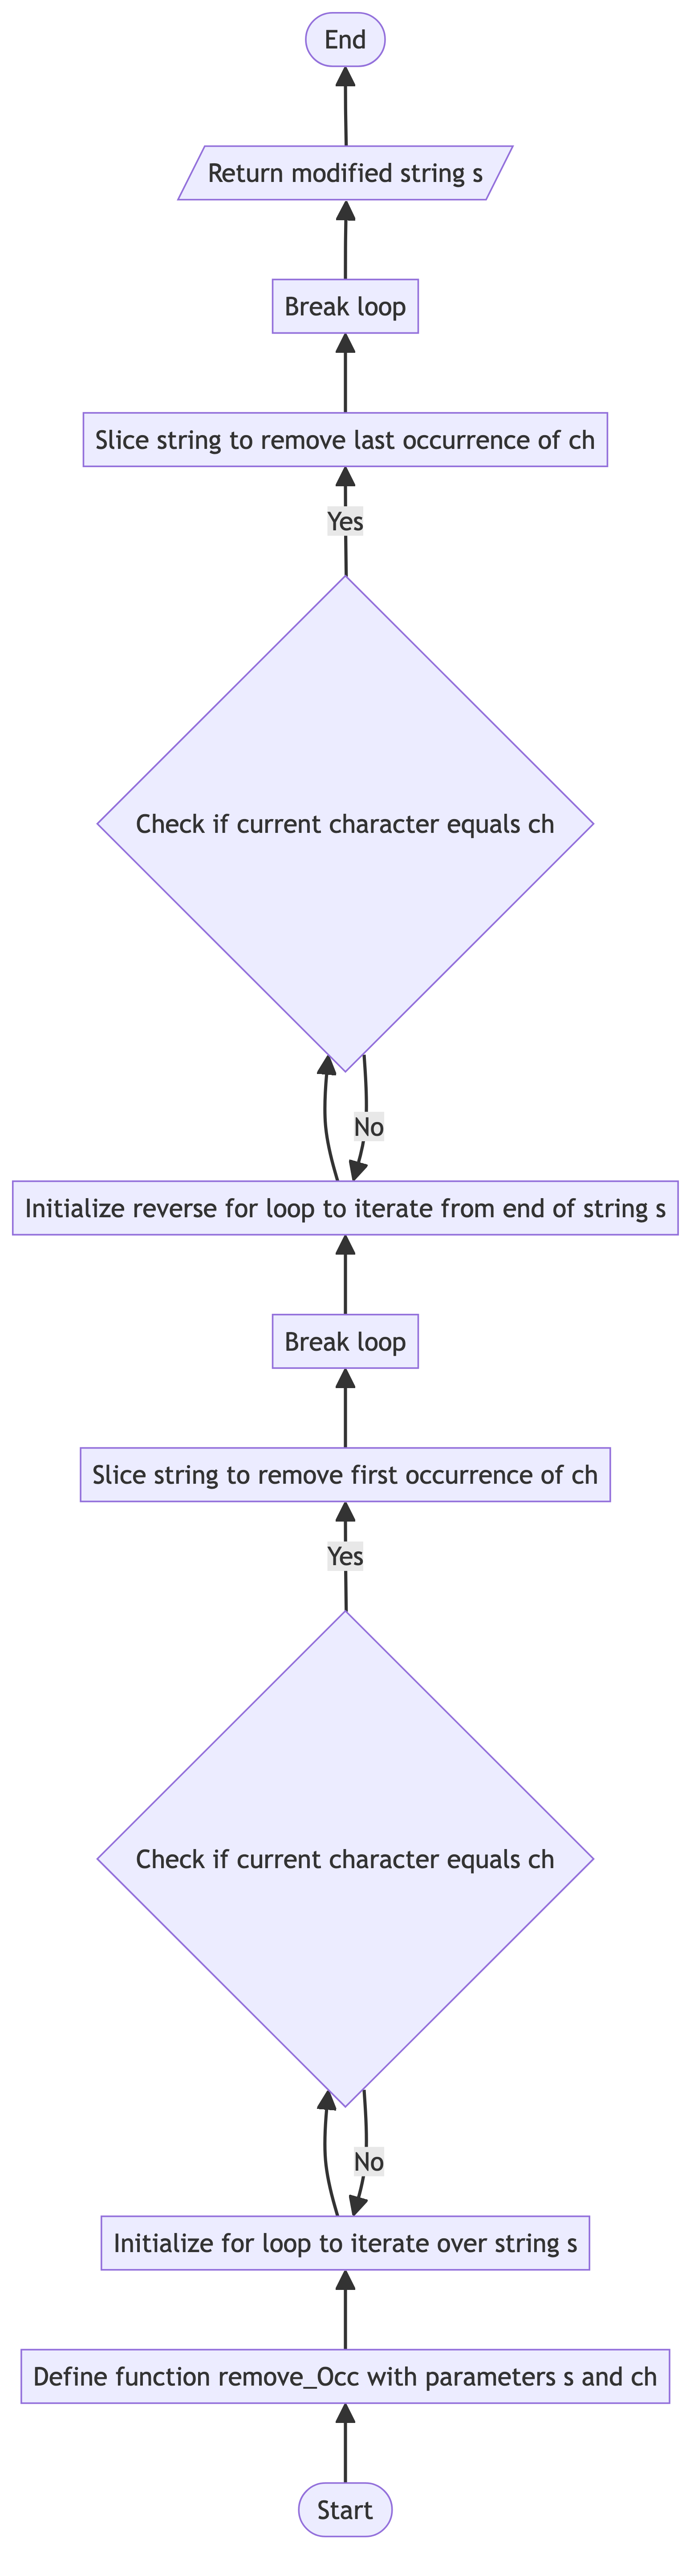 End
Return modified string s
Break loop
Slice string to remove last occurrence of ch
Yes
Check if current character equals ch
No
Initialize reverse for loop to iterate from end of string s
Break loop
Slice string to remove first occurrence of ch
Yes
Check if current character equals ch
No
Initialize for loop to iterate over string s
Define function remove_Occ with parameters s and ch
Start